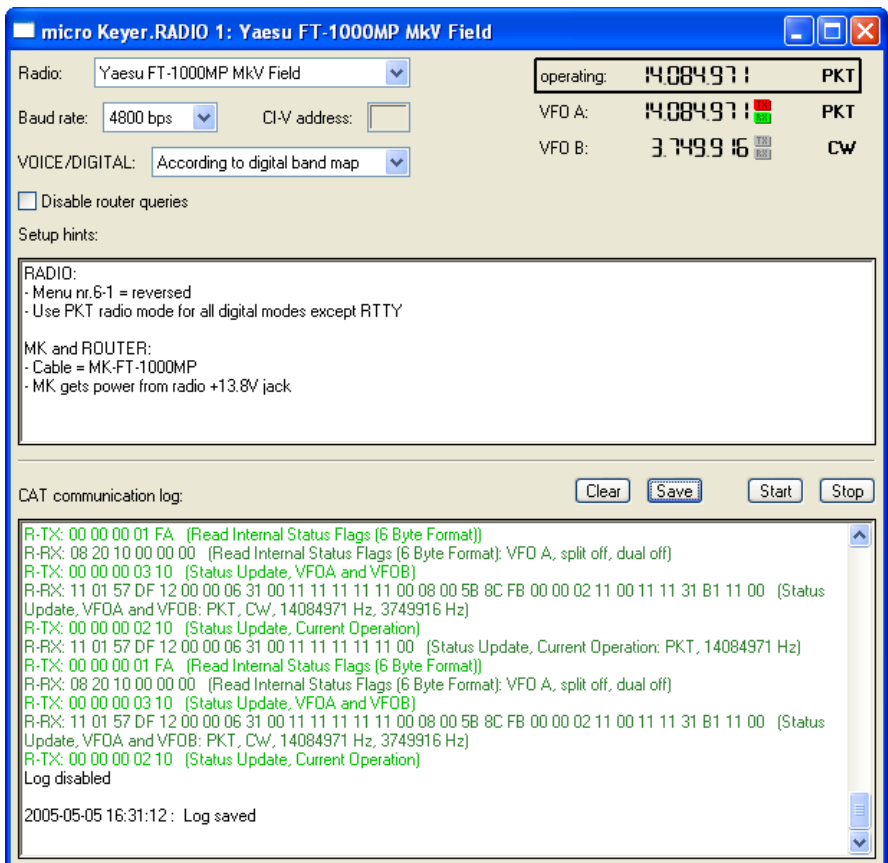 micro Keyer.RADIO 1: Yaesu FT-1000MP MkV Field
Radio: Yaesu FT-1000MP MkV Field
operating: 14.084.971 PKT
Baud rate: 4800 bps CI-V address:
VFO A: 14.084.971 TX RX PKT
VFO B: 3.749.916 TX RX CW
VOICE/DIGITAL: According to digital band map
Disable router queries
Setup hints:
RADIO:
- Menu nr.6-1 = reversed
- Use PKT radio mode for all digital modes except RTTY
MK and ROUTER:
- Cable = MK-FT-1000MP
- MK gets power from radio +13.8V jack
CAT communication log: Clear Save Start Stop
R-TX: 00 00 00 01 FA (Read Internal Status Flags (6 Byte Format))
R-RX: 08 20 10 00 00 00 (Read Internal Status Flags (6 Byte Format): VFO A, split off, dual off)
R-TX: 00 00 00 03 10 (Status Update, VFOA and VFOB)
R-RX: 11 01 57 DF 12 00 00 06 31 00 11 11 11 11 11 00 08 00 5B 8C FB 00 00 02 11 00 11 11 31 B1 11 00 (Status
Update, VFOA and VFOB: PKT, CW, 14084971 Hz, 3749916 Hz)
R-TX: 00 00 00 02 10 (Status Update, Current Operation)
R-RX: 11 01 57 DF 12 00 00 06 31 00 11 11 11 11 11 00 (Status Update, Current Operation: PKT, 14084971 Hz)
R-TX: 00 00 00 01 FA (Read Internal Status Flags (6 Byte Format))
R-RX: 08 20 10 00 00 00 (Read Internal Status Flags (6 Byte Format): VFO A, split off, dual off)
R-TX: 00 00 00 03 10 (Status Update, VFOA and VFOB)
R-RX: 11 01 57 DF 12 00 00 06 31 00 11 11 11 11 11 00 08 00 5B 8C FB 00 00 02 11 00 11 11 31 B1 11 00 (Status
Update, VFOA and VFOB: PKT, CW, 14084971 Hz, 3749916 Hz)
R-TX: 00 00 00 02 10 (Status Update, Current Operation)
Log disabled
2005-05-05 16:31:12 : Log saved